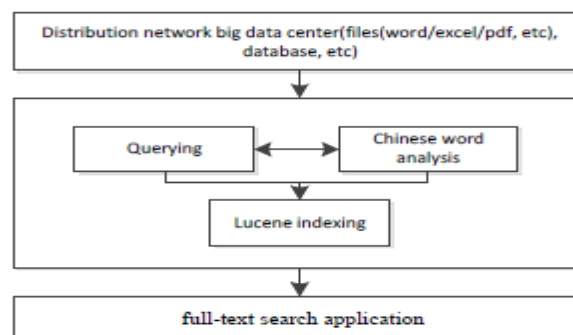 Distribution network big data center(files(word/excel/pdf, etc),
database, etc)
Querying
Chinese word
analysis
Lucene indexing
full-text search application